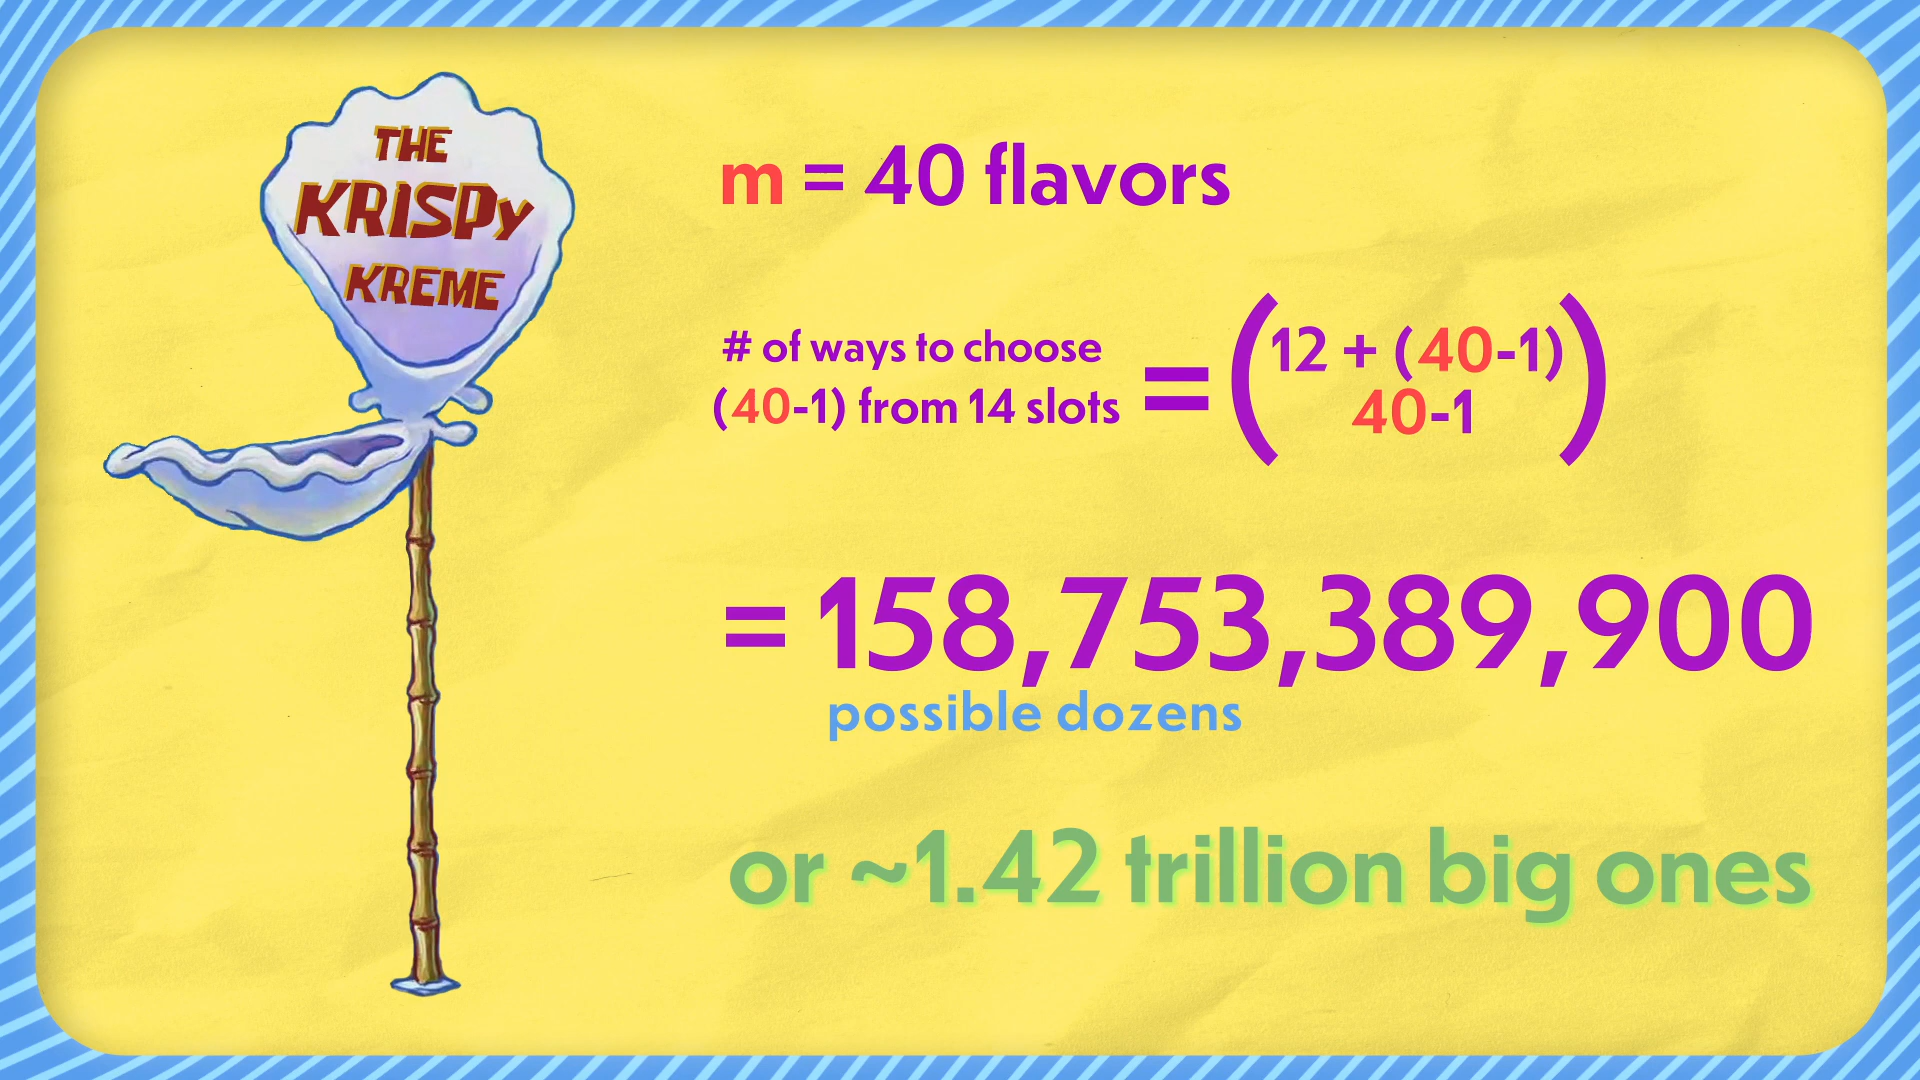 THE
KRISPY
KREME
m = 40 flavors
# of ways to choose
(40-1) from 14 slots
=
(12 + (40-1)
40-1)
= 158,753,389,900
possible dozens
or ~1.42 trillion big ones